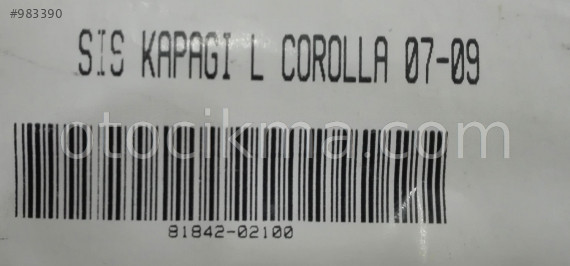 #983390
SIS KAPAGI L COROLLA 07-09
otocikma.com
81842-02100